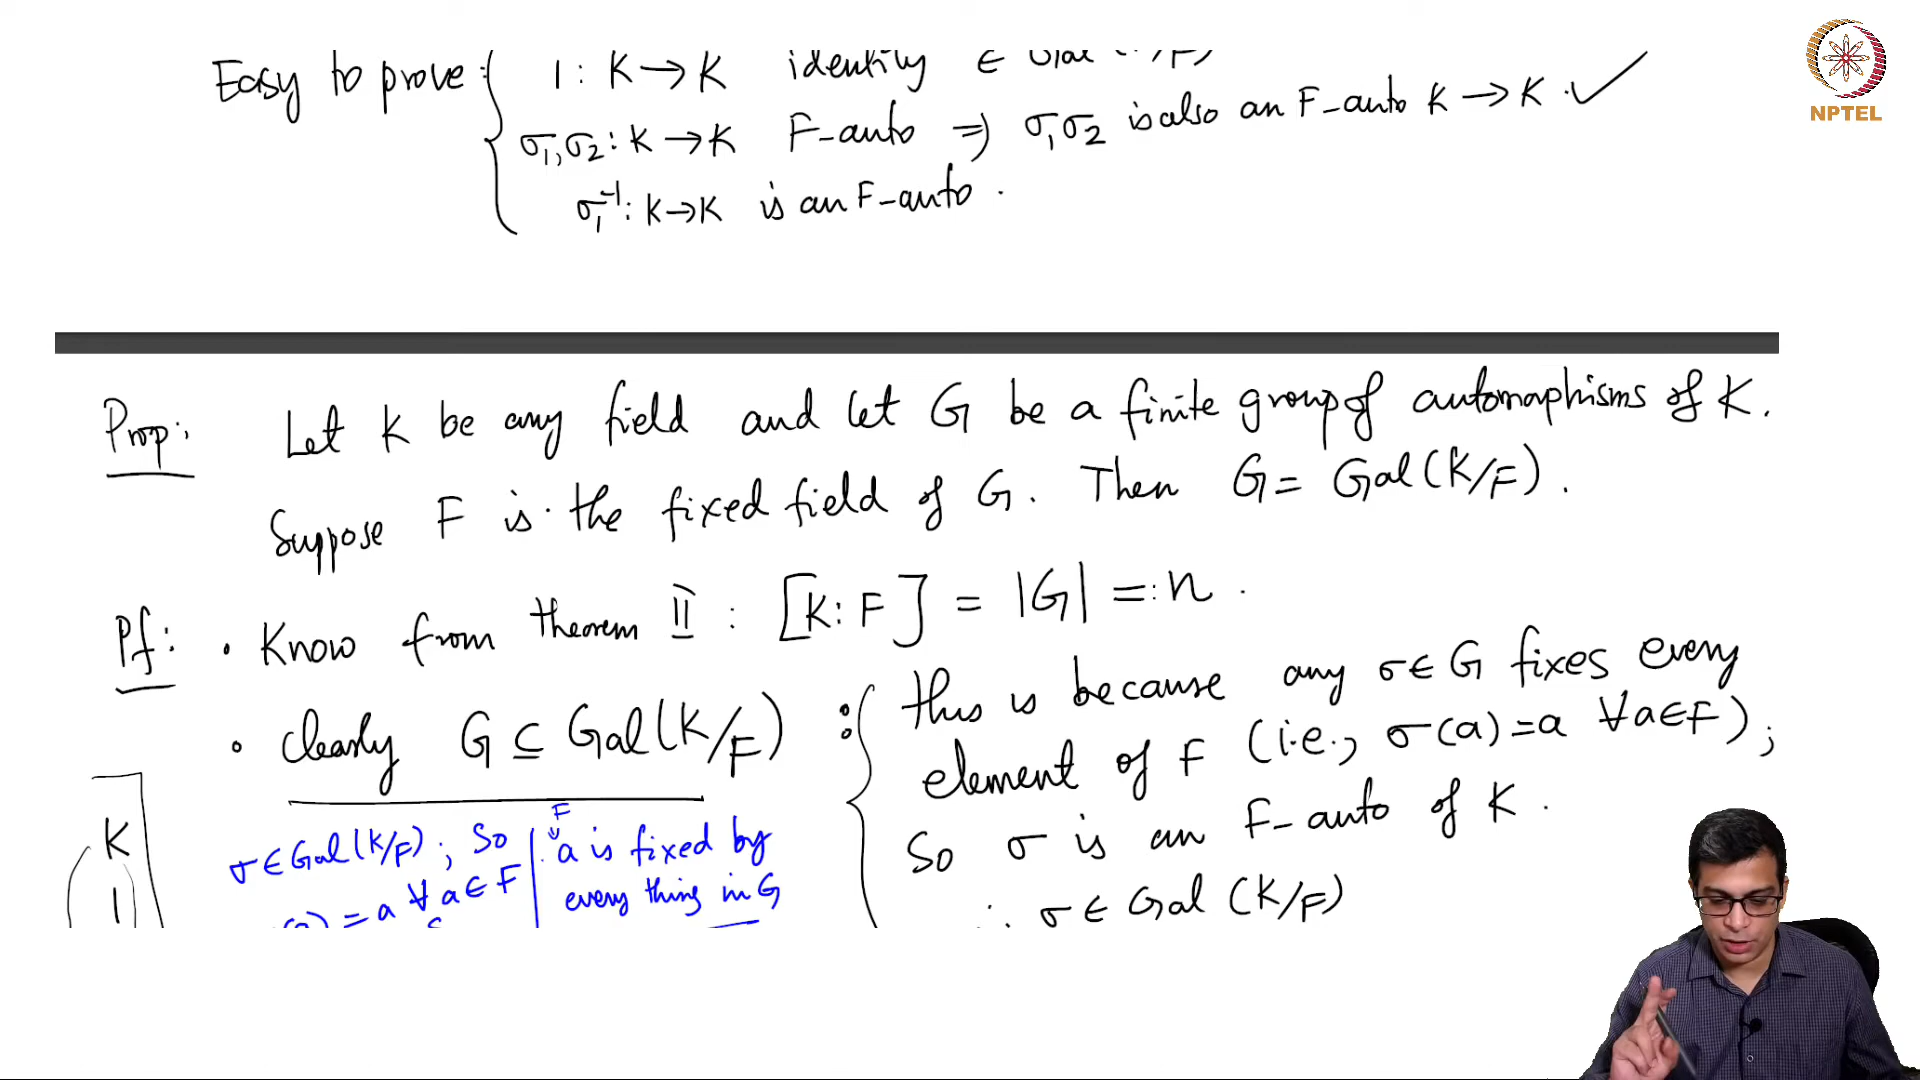 Easy to prove: 1: K → K identity ∈ Gal(K/F)
σ₁, σ₂: K → K F-auto ⇒ σ₁σ₂ is also an F-auto K → K. ✓
σ₁⁻¹: K → K is an F-auto.
NPTEL
Prop: Let K be any field and let G be a finite group of automorphisms of K.
Suppose F is the fixed field of G. Then G = Gal(K/F).
Pf: • Know from theorem II : [K:F] = |G| =: n.
• clearly G ⊆ Gal(K/F) :
this is because any σ ∈ G fixes every
element of F (i.e., σ(a) = a ∀ a ∈ F);
So σ is an F-auto of K.
∴ σ ∈ Gal (K/F)
K
σ ∈ Gal(K/F); So
= a ∀ a ∈ F
F
a is fixed by
every thing in G